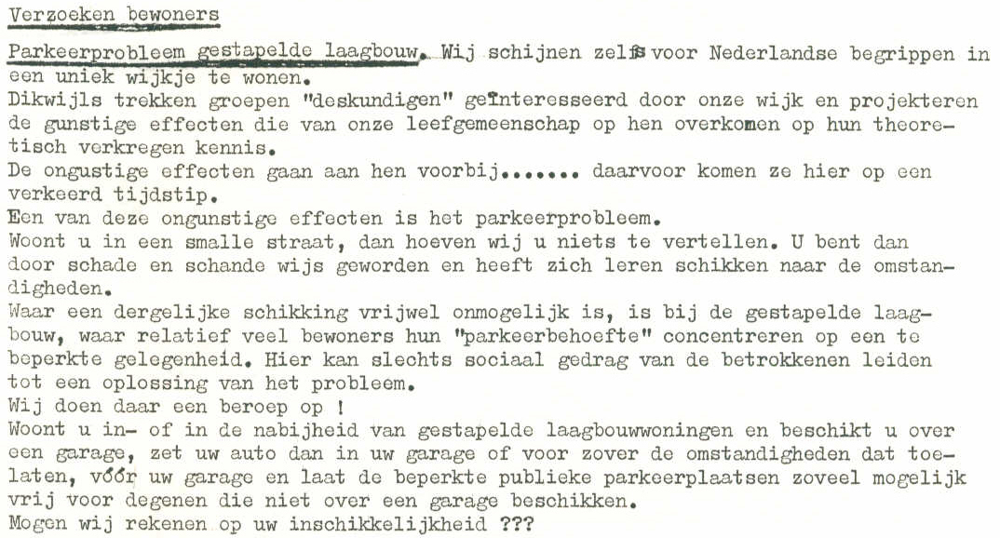 Verzoeken bewoners
Parkeerprobleem gestapelde laagbouw. Wij schijnen zelfs voor Nederlandse begrippen in
een uniek wijkje te wonen.
Dikwijls trekken groepen "deskundigen" geïnteresseerd door onze wijk en projekteren
de gunstige effecten die van onze leefgemeenschap op hen overkomen op hun theore-
tisch verkregen kennis.
De ongustige effecten gaan aan hen voorbij....... daarvoor komen ze hier op een
verkeerd tijdstip.
Een van deze ongunstige effecten is het parkeerprobleem.
Woont u in een smalle straat, dan hoeven wij u niets te vertellen. U bent dan
door schade en schande wijs geworden en heeft zich leren schikken naar de omstan-
digheden.
Waar een dergelijke schikking vrijwel onmogelijk is, is bij de gestapelde laag-
bouw, waar relatief veel bewoners hun "parkeerbehoefte" concentreren op een te
beperkte gelegenheid. Hier kan slechts sociaal gedrag van de betrokkenen leiden
tot een oplossing van het probleem.
Wij doen daar een beroep op !
Woont u in- of in de nabijheid van gestapelde laagbouwwoningen en beschikt u over
een garage, zet uw auto dan in uw garage of voor zover de omstandigheden dat toe-
laten, vóór uw garage en laat de beperkte publieke parkeerplaatsen zoveel mogelijk
vrij voor degenen die niet over een garage beschikken.
Mogen wij rekenen op uw inschikkelijkheid ???